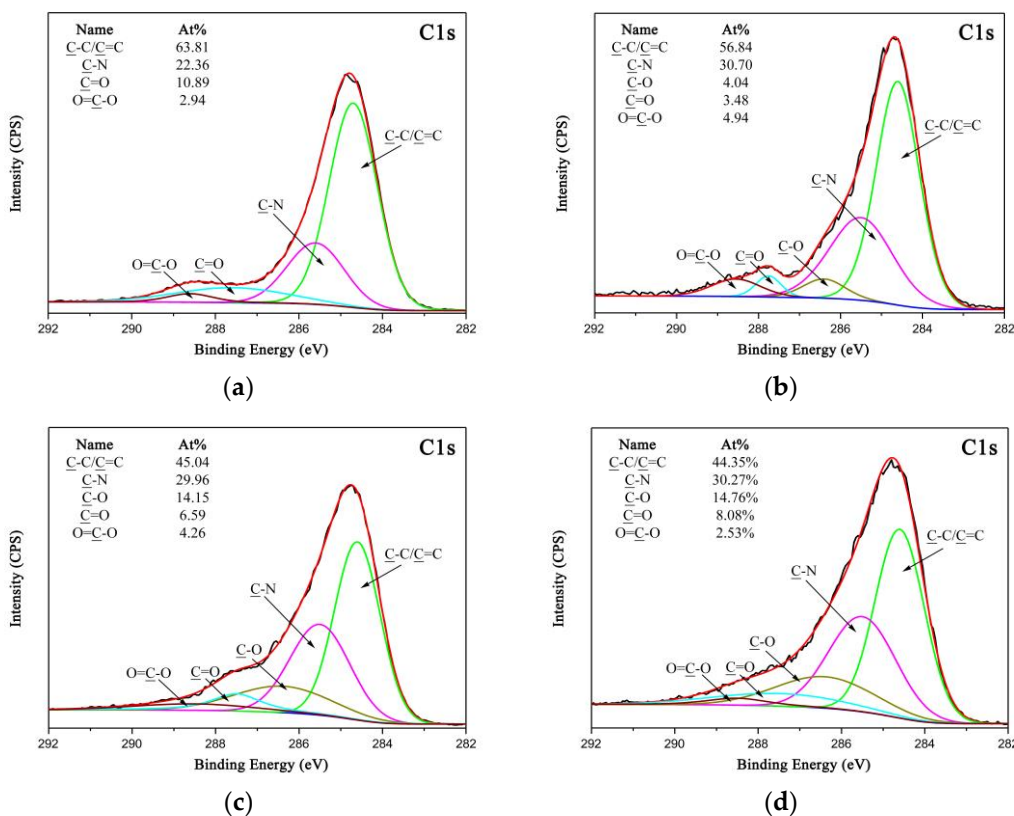 Name At%
C-C/C=C 63.81
C-N 22.36
C=O 10.89
O=C-O 2.94
C1s
C-C/C=C
C-N
O=C-O
C=O
Intensity (CPS)
292 290 288 286 284 282
Binding Energy (eV)
(a)
Name At%
C-C/C=C 56.84
C-N 30.70
C-O 4.04
C=O 3.48
O=C-O 4.94
C1s
C-C/C=C
C-N
O=C-O
C=O
C-O
Intensity (CPS)
292 290 288 286 284 282
Binding Energy (eV)
(b)
Name At%
C-C/C=C 45.04
C-N 29.96
C-O 14.15
C=O 6.59
O=C-O 4.26
C1s
C-C/C=C
C-N
C-O
O=C-O
C=O
Intensity (CPS)
292 290 288 286 284 282
Binding Energy (eV)
(c)
Name At%
C-C/C=C 44.35%
C-N 30.27%
C-O 14.76%
C=O 8.08%
O=C-O 2.53%
C1s
C-C/C=C
C-N
C-O
O=C-O
C=O
Intensity (CPS)
292 290 288 286 284 282
Binding Energy (eV)
(d)